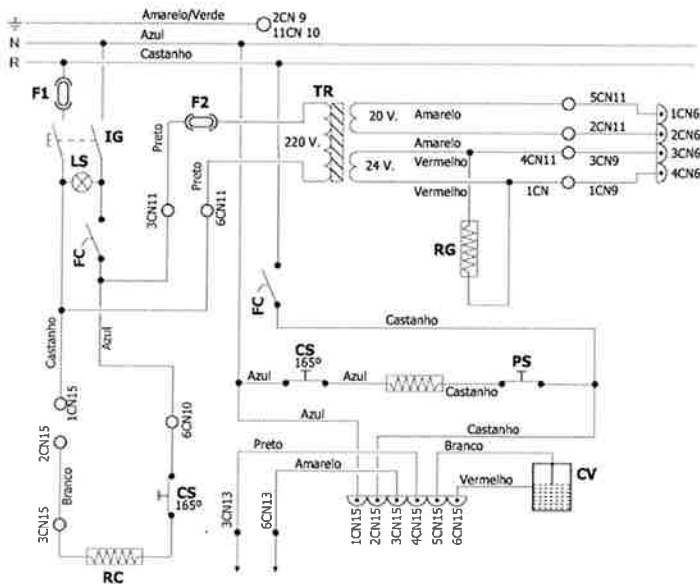 Amarelo/Verde
2CN 9
11CN 10
N
Azul
R
Castanho
F1
F2
TR
5CN11
1CN6
20 V.
Amarelo
2CN11
2CN6
IG
Preto
220 V.
Amarelo
LS
24 V.
Vermelho
4CN11
3CN9
3CN6
Preto
Vermelho
1CN
1CN9
4CN6
3CN11
6CN11
FC
RG
FC
Castanho
Azul
Castanho
CS
165º
PS
Azul
Azul
Castanho
1CN15
6CN10
Azul
Castanho
2CN15
Preto
Branco
Amarelo
Vermelho
CV
Branco
CS
165º
3CN15
3CN13
6CN13
1CN15
2CN15
3CN15
4CN15
5CN15
6CN15
RC